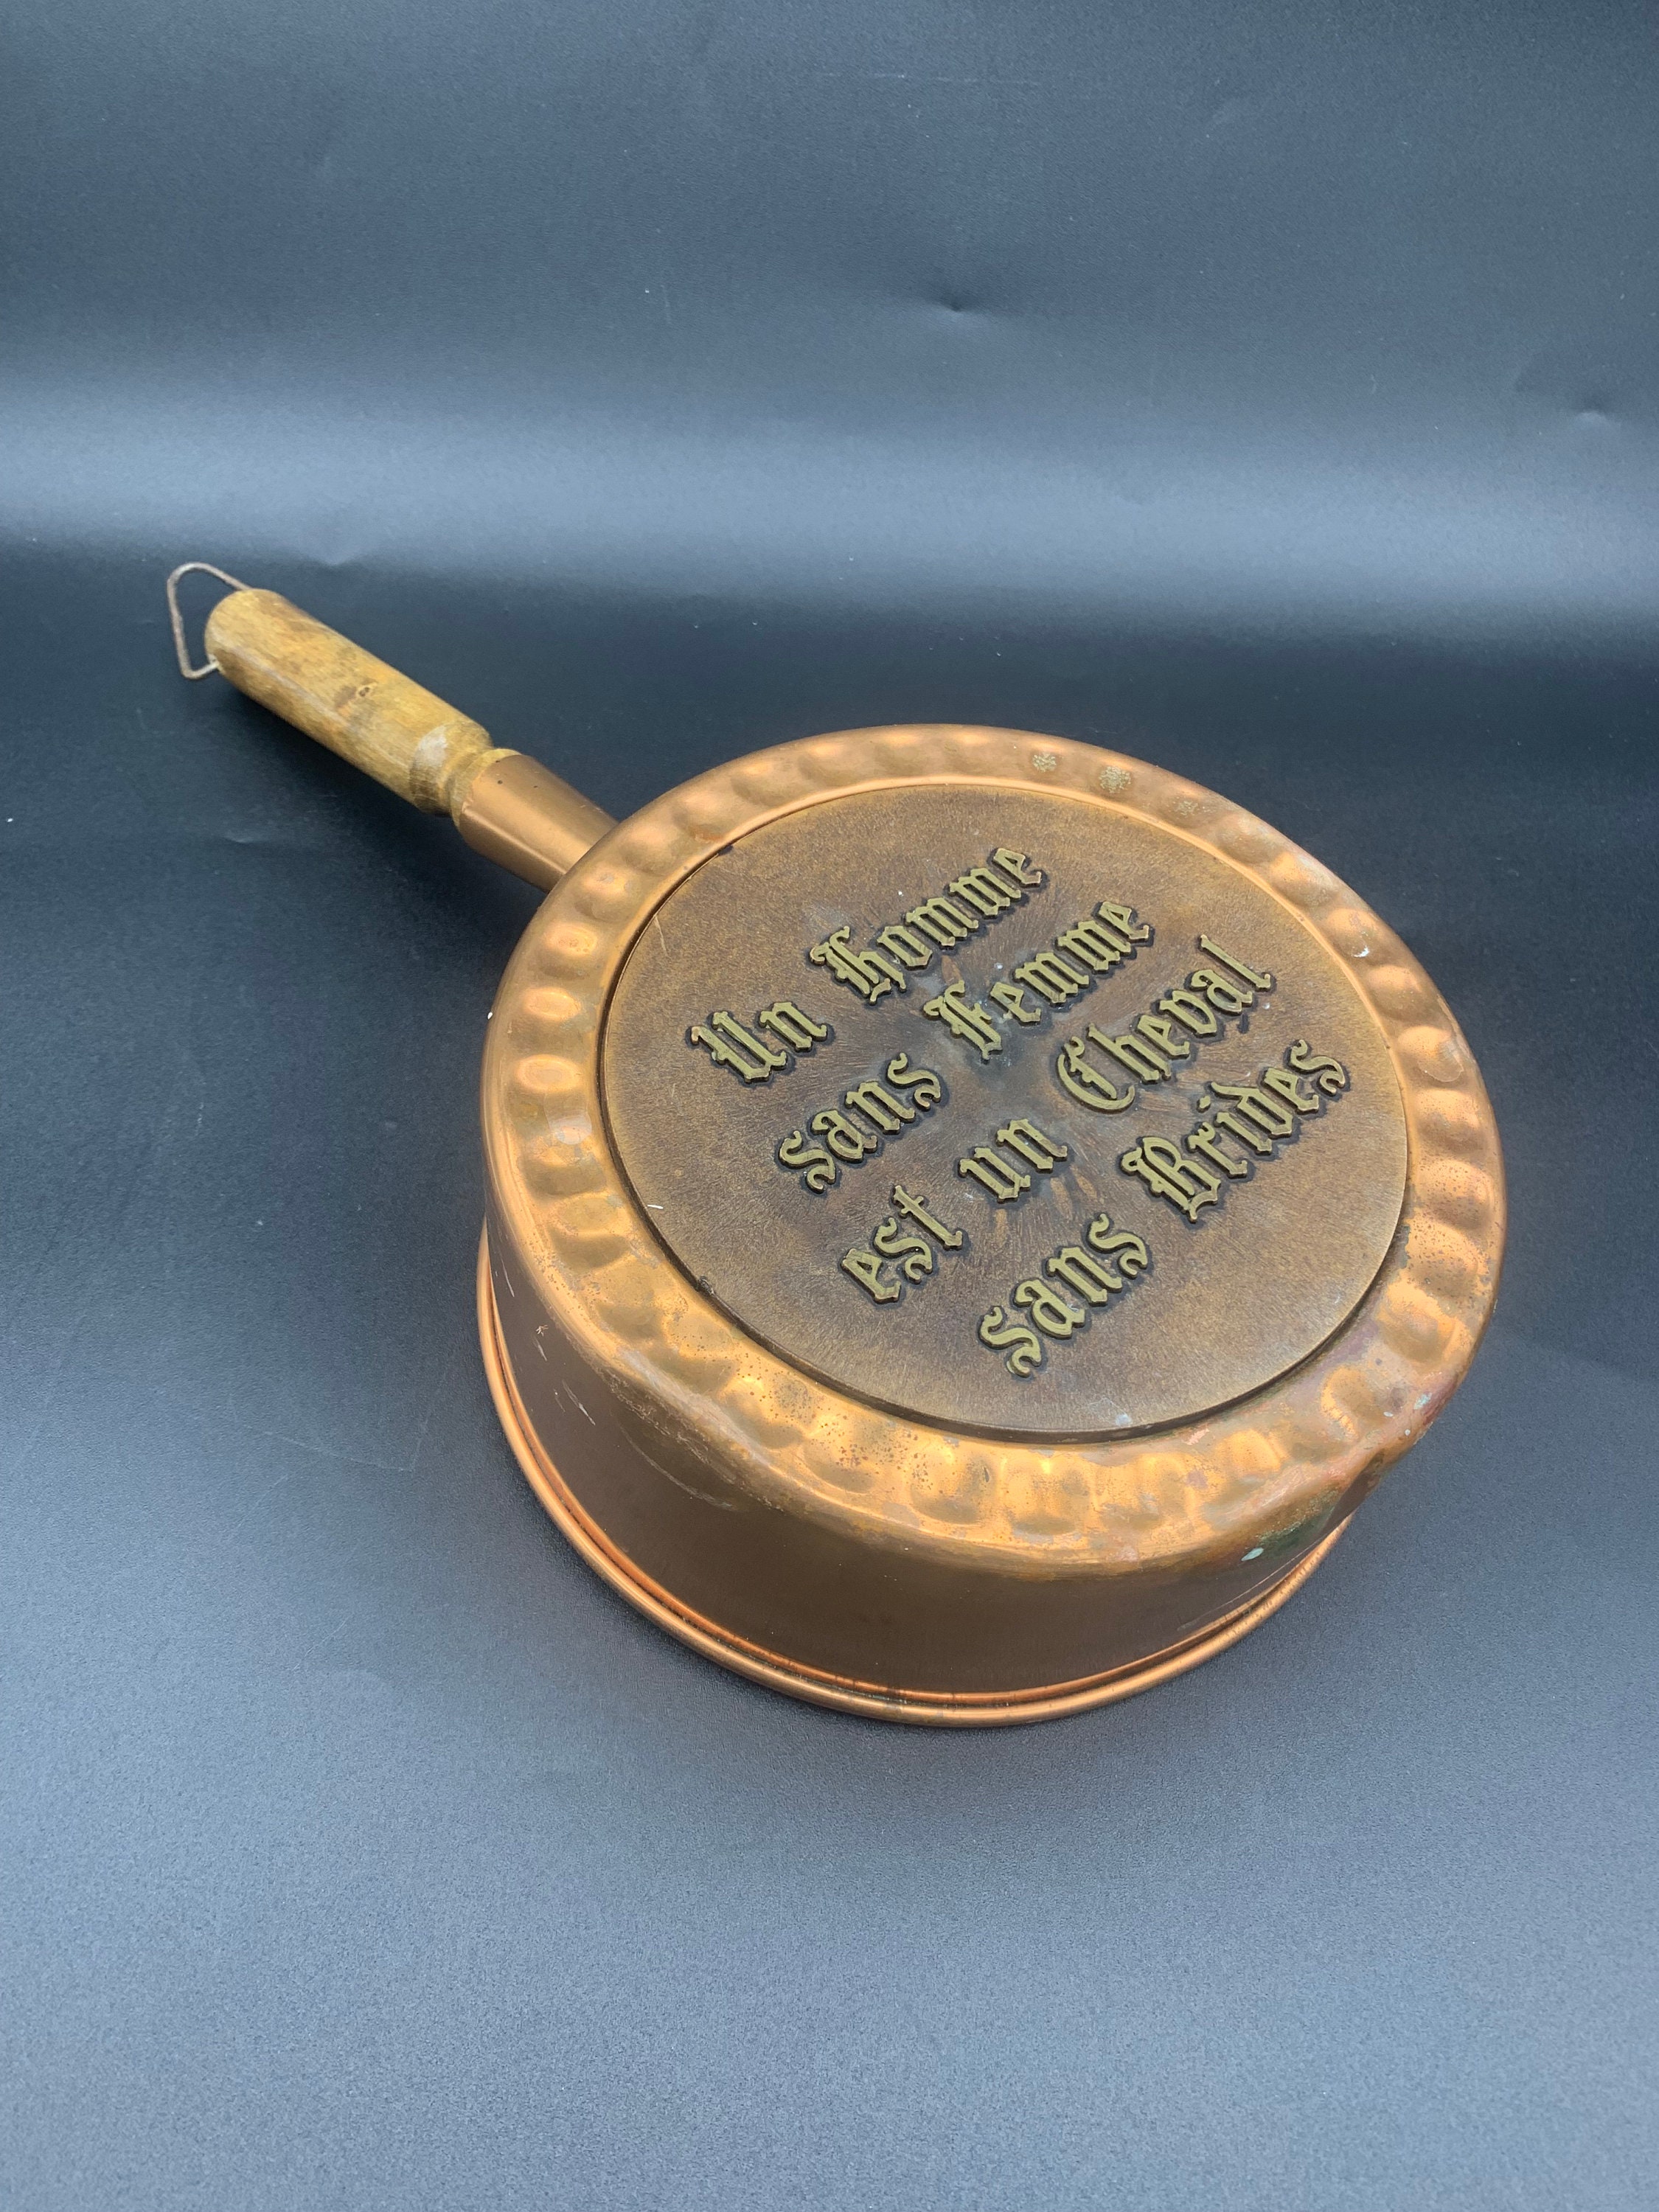 Un Homme
sans Femme
est un Cheval
sans Brides